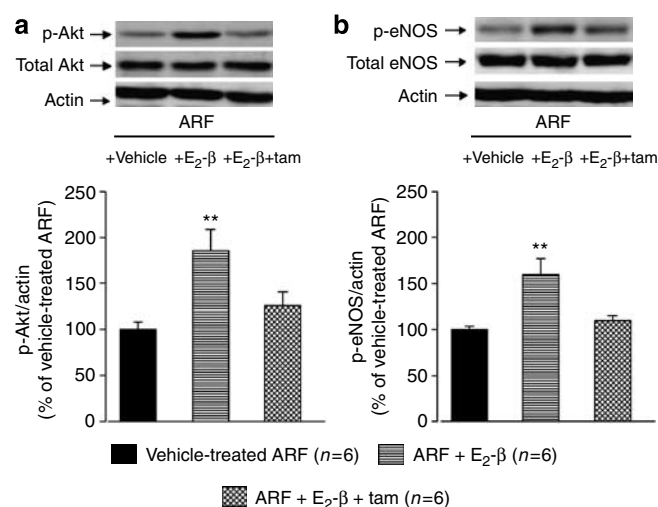 a
p-Akt
Total Akt
Actin
ARF
+Vehicle +E₂-β +E₂-β+tam
250
200
150
100
50
0
p-Akt/actin
(% of vehicle-treated ARF)
**
b
p-eNOS
Total eNOS
Actin
ARF
+Vehicle +E₂-β +E₂-β+tam
250
200
150
100
50
0
p-eNOS/actin
(% of vehicle-treated ARF)
**
Vehicle-treated ARF (n=6)
ARF + E₂-β (n=6)
ARF + E₂-β + tam (n=6)